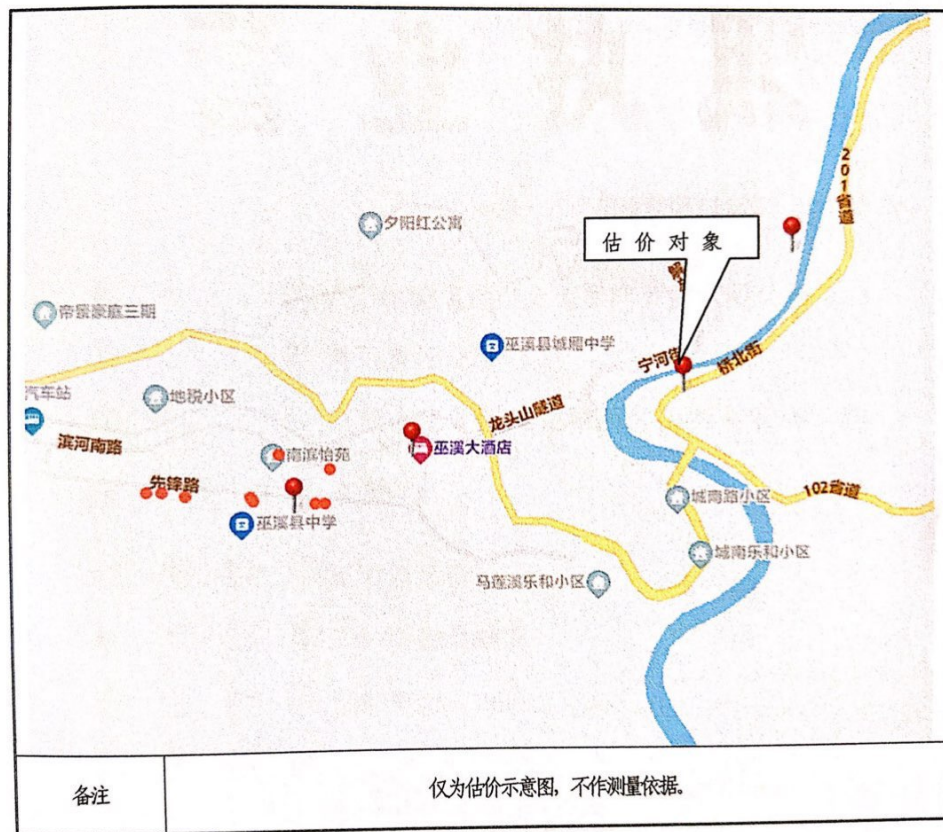 201省道
夕阳红公寓
估价对象
帝景豪庭三期
巫溪县城厢中学
宁河街
桥北街
汽车站
地税小区
龙头山隧道
滨河南路
南滨怡苑
巫溪大酒店
先锋路
102省道
城南路小区
巫溪县中学
城南乐和小区
马莲溪乐和小区
备注
仅为估价示意图，不作测量依据。